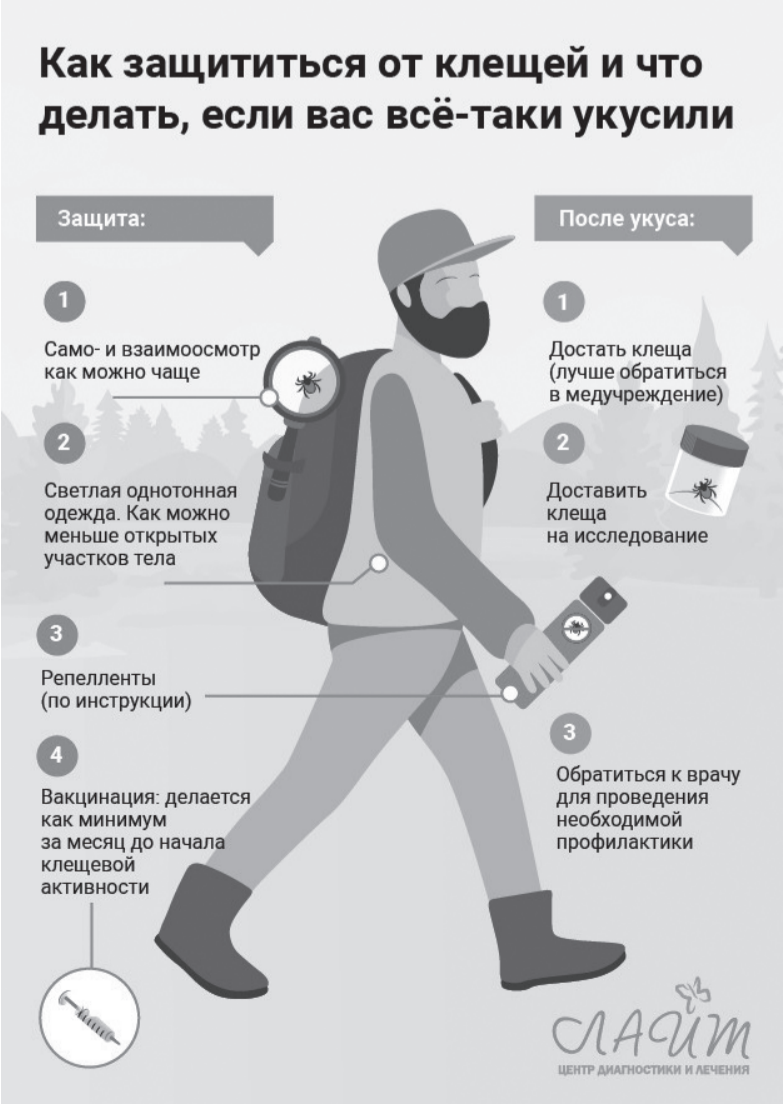 Как защититься от клещей и что
делать, если вас всё-таки укусили
Защита:
1
Само- и взаимоосмотр
как можно чаще
2
Светлая однотонная
одежда. Как можно
меньше открытых
участков тела
3
Репелленты
(по инструкции)
4
Вакцинация: делается
как минимум
за месяц до начала
клещевой
активности
После укуса:
1
Достать клеща
(лучше обратиться
в медучреждение)
2
Доставить
клеща
на исследование
3
Обратиться к врачу
для проведения
необходимой
профилактики
ЛАЙТ
ЦЕНТР ДИАГНОСТИКИ И ЛЕЧЕНИЯ